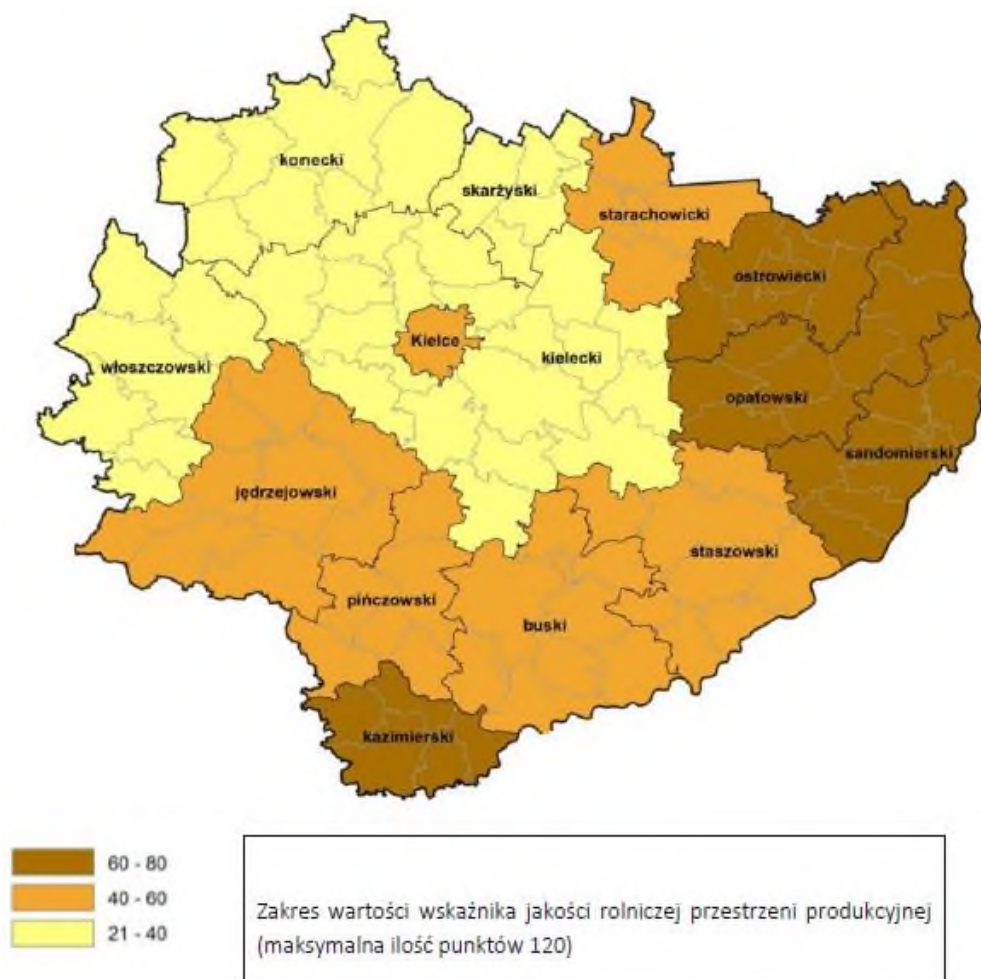 konecki
skarżyski
starachowicki
ostrowiecki
Kielce
kielecki
włoszczowski
opatowski
sandomierski
jędrzejowski
staszowski
pińczowski
buski
kazimierski
60 - 80
40 - 60
21 - 40
Zakres wartości wskaźnika jakości rolniczej przestrzeni produkcyjnej
(maksymalna ilość punktów 120)